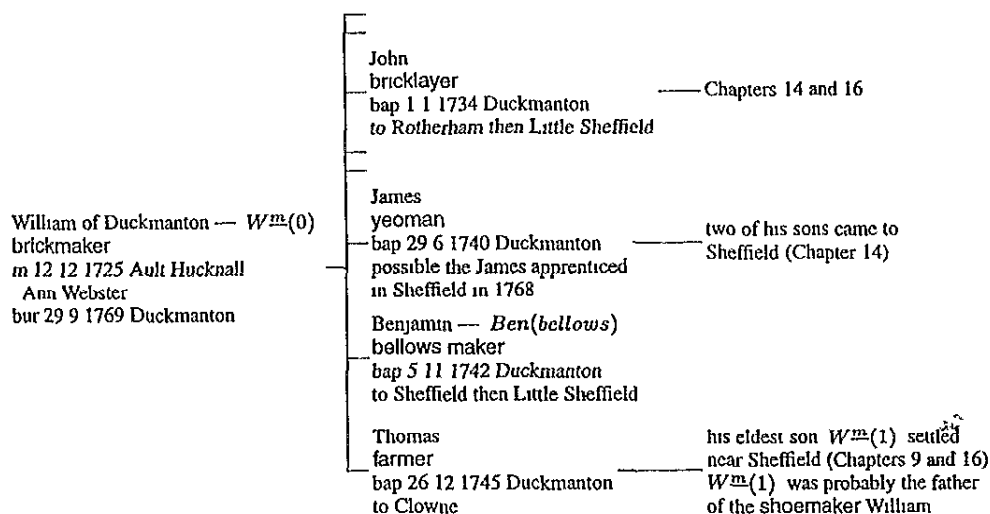 John
bricklayer
bap 1 1 1734 Duckmanton
to Rotherham then Little Sheffield
Chapters 14 and 16
William of Duckmanton — Wm(0)
brickmaker
m 12 12 1725 Ault Hucknall
Ann Webster
bur 29 9 1769 Duckmanton
James
yeoman
bap 29 6 1740 Duckmanton
possible the James apprenticed
in Sheffield in 1768
two of his sons came to
Sheffield (Chapter 14)
Benjamin — Ben(bellows)
bellows maker
bap 5 11 1742 Duckmanton
to Sheffield then Little Sheffield
Thomas
farmer
bap 26 12 1745 Duckmanton
to Clowne
his eldest son Wm(1) settled
near Sheffield (Chapters 9 and 16)
Wm(1) was probably the father
of the shoemaker William